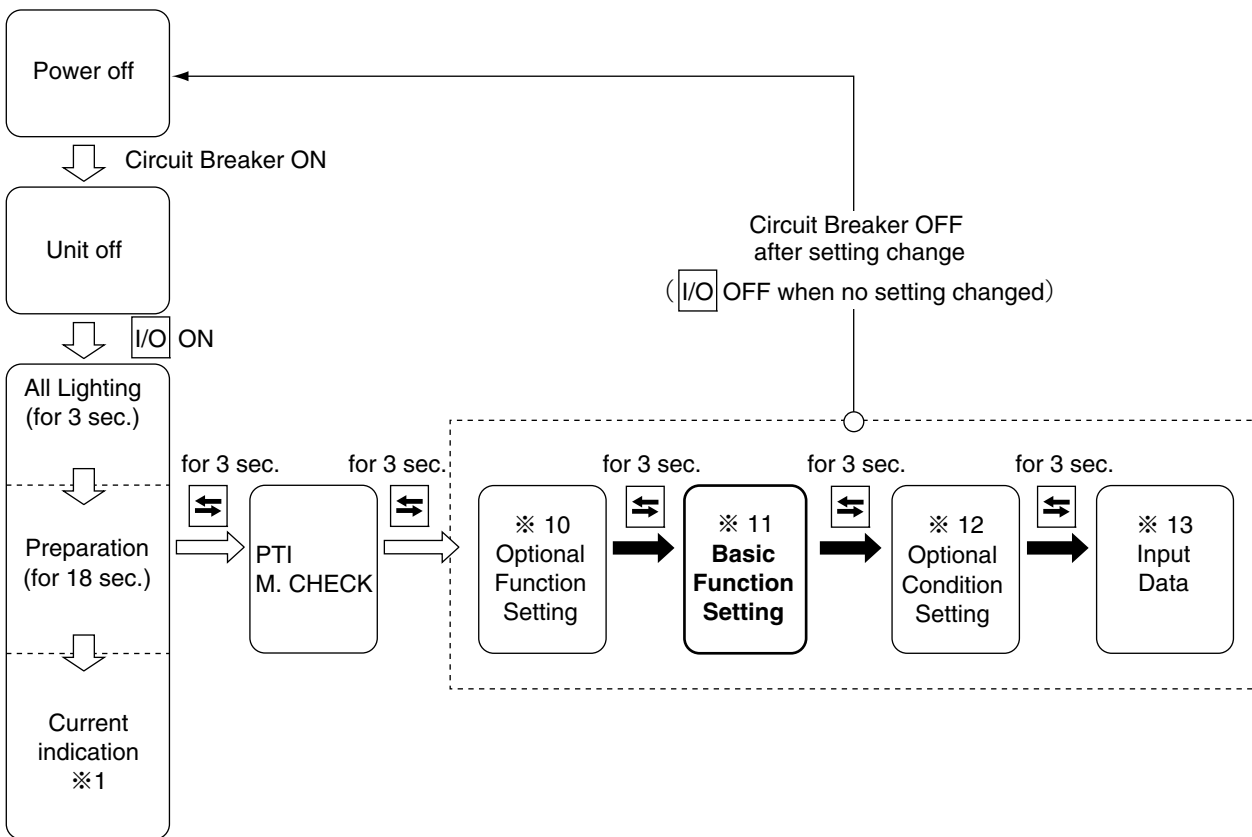 Power off
Circuit Breaker ON
Unit off
I/O ON
All Lighting
(for 3 sec.)
Preparation
(for 18 sec.)
Current
indication
※1
for 3 sec.
PTI
M. CHECK
for 3 sec.
Circuit Breaker OFF
after setting change
( I/O OFF when no setting changed)
※ 10
Optional
Function
Setting
for 3 sec.
※ 11
Basic
Function
Setting
for 3 sec.
※ 12
Optional
Condition
Setting
for 3 sec.
※ 13
Input
Data